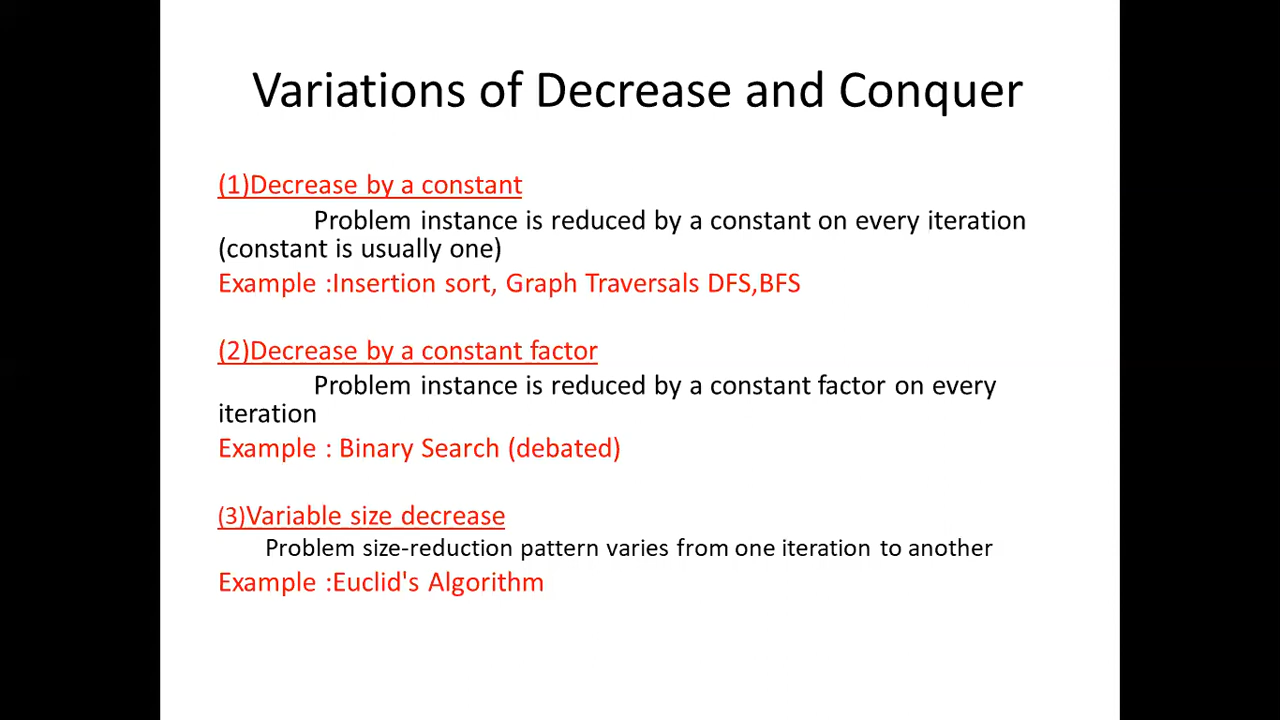 Variations of Decrease and Conquer
(1)Decrease by a constant
Problem instance is reduced by a constant on every iteration
(constant is usually one)
Example :Insertion sort, Graph Traversals DFS,BFS
(2)Decrease by a constant factor
Problem instance is reduced by a constant factor on every
iteration
Example : Binary Search (debated)
(3)Variable size decrease
Problem size-reduction pattern varies from one iteration to another
Example :Euclid's Algorithm